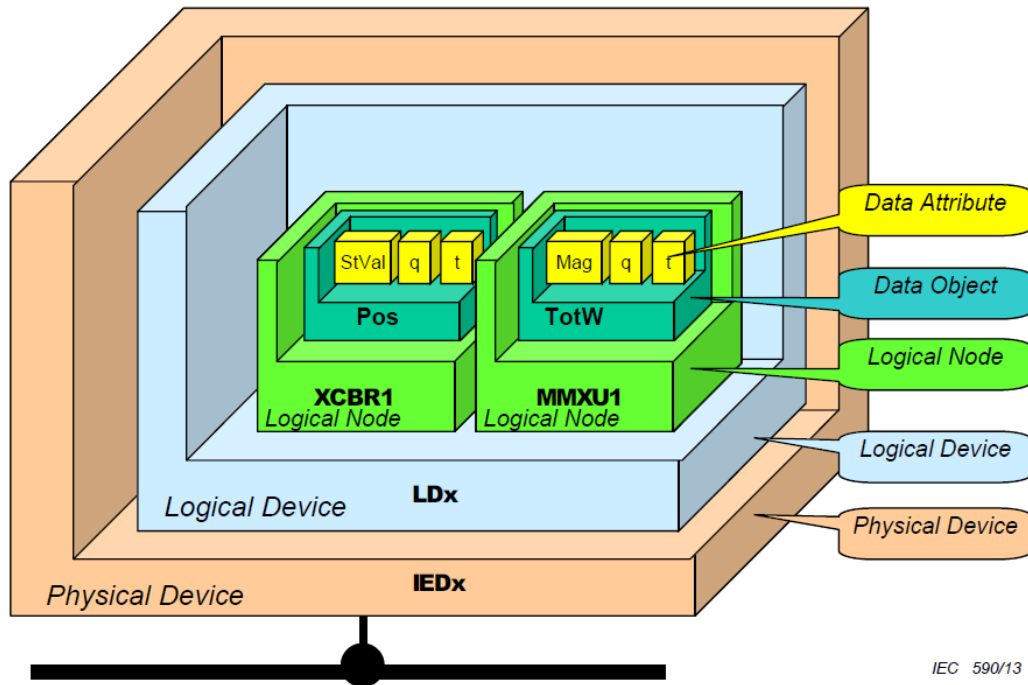 Data Attribute
StVal q t
Mag q t
Data Object
Pos
TotW
Logical Node
XCBR1
Logical Node
MMXU1
Logical Node
Logical Device
LDx
Logical Device
Physical Device
IEDx
Physical Device
IEC 590/13